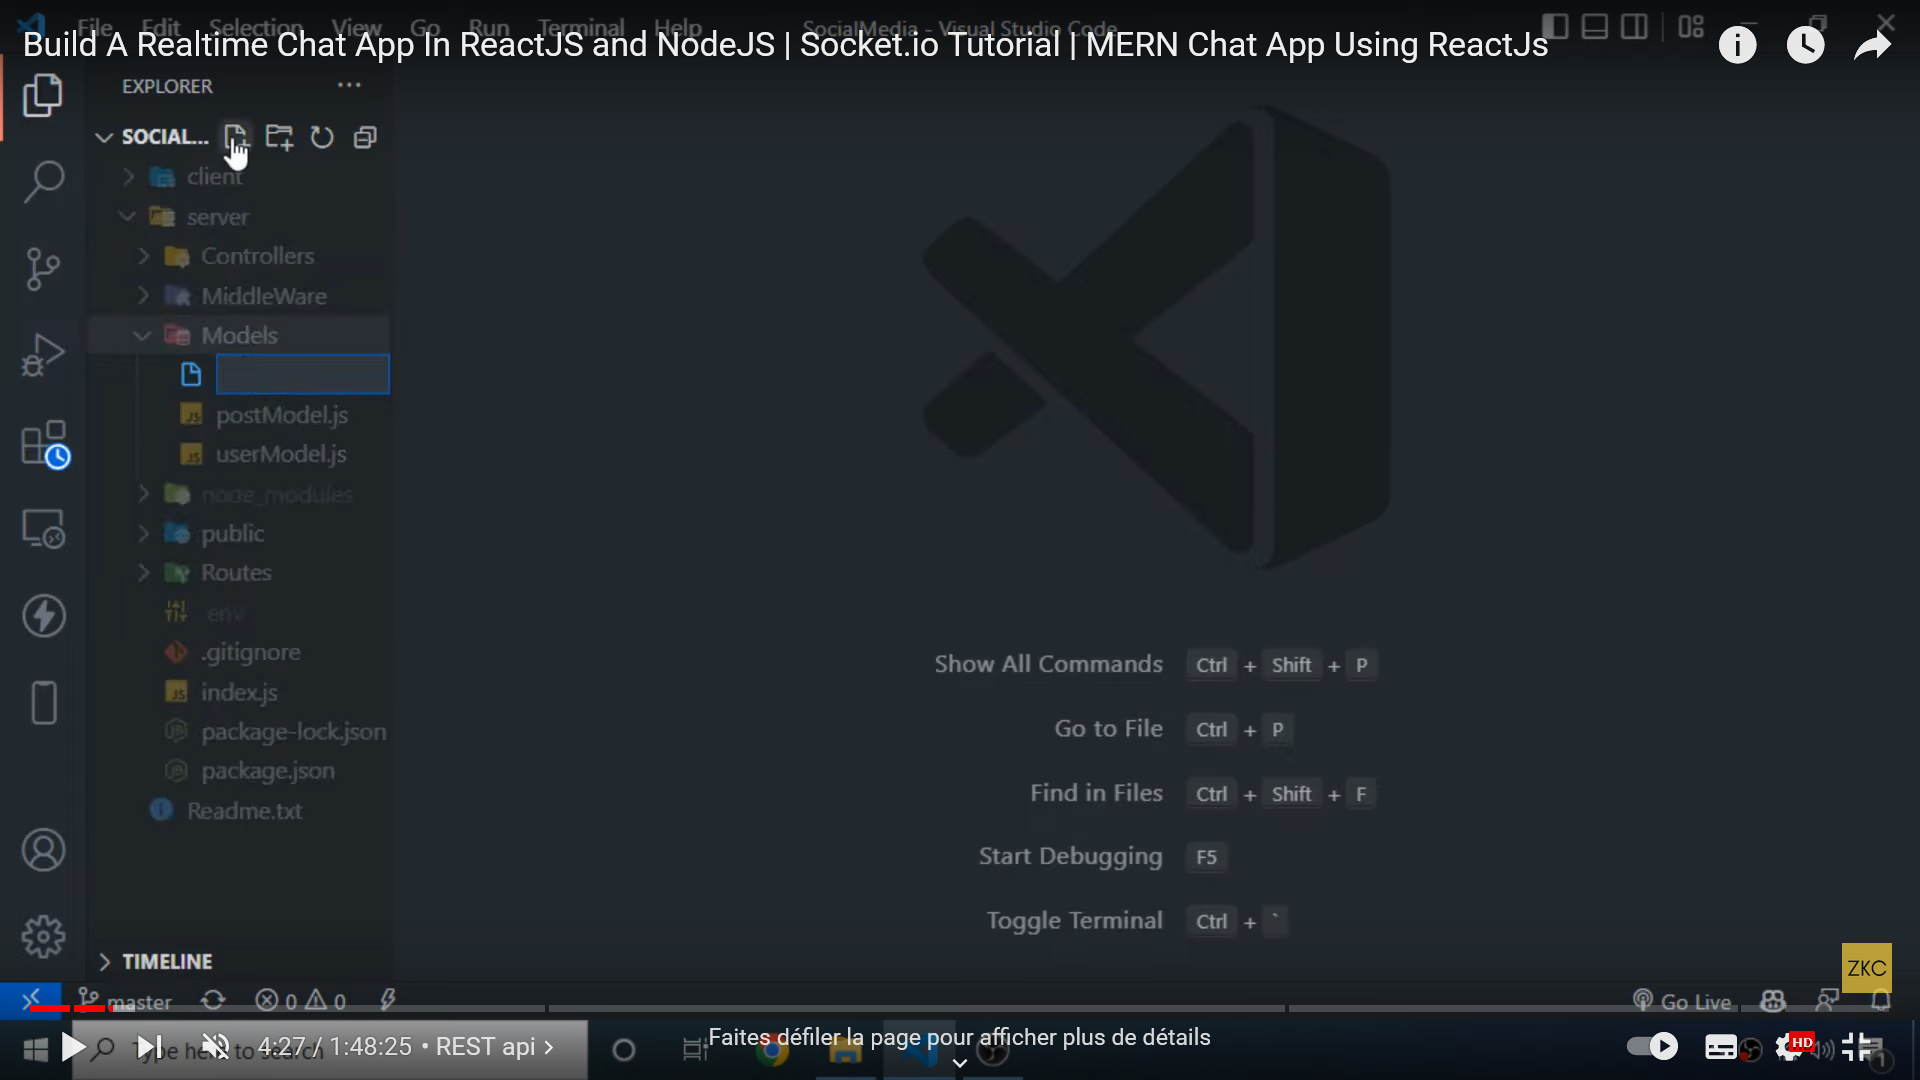 File Edit Selection View Go Run Terminal Help SocialMedia - Visual Studio Code
Build A Realtime Chat App In ReactJS and NodeJS | Socket.io Tutorial | MERN Chat App Using ReactJs
EXPLORER
SOCIAL...
client
server
Controllers
MiddleWare
Models
postModel.js
userModel.js
node_modules
public
Routes
.env
.gitignore
index.js
package-lock.json
package.json
Readme.txt
Show All Commands Ctrl + Shift + P
Go to File Ctrl + P
Find in Files Ctrl + Shift + F
Start Debugging F5
Toggle Terminal Ctrl + `
TIMELINE
ZKC
master 0 0 Go Live
Type here to search
4:27 / 1:48:25 • REST api
Faites défiler la page pour afficher plus de détails
HD
1